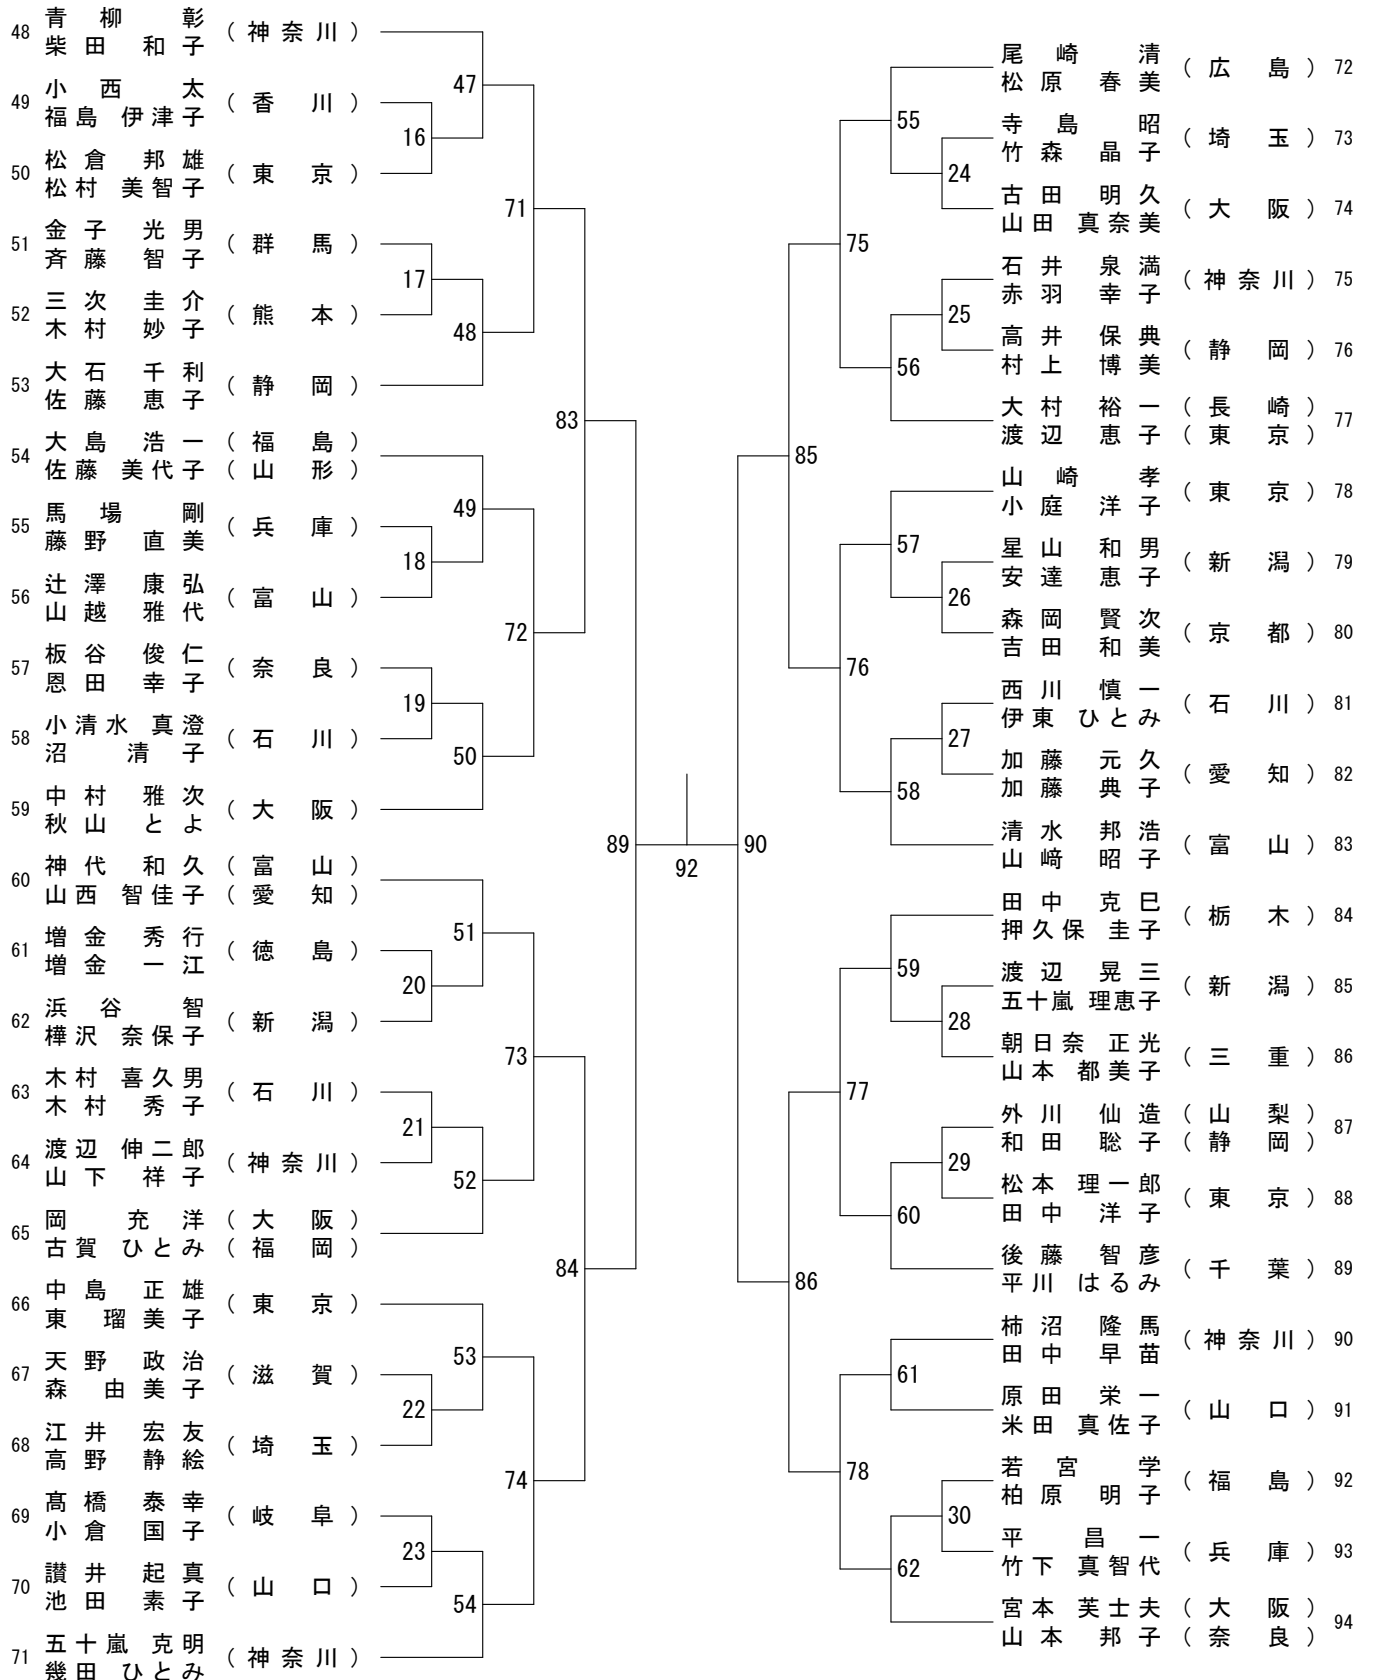 48 青柳 彰 (神奈川)
柴田 和子
49 小西 太 (香川)
福島 伊津子
50 松倉 邦雄 (東京)
松村 美智子
51 金子 光男 (群馬)
斉藤 智子
52 三次 圭介 (熊本)
木村 妙子
53 大石 千利 (静岡)
佐藤 恵子
54 大島 浩一 (福島)
佐藤 美代子 (山形)
55 馬場 剛 (兵庫)
藤野 直美
56 辻澤 康弘 (富山)
山越 雅代
57 板谷 俊仁 (奈良)
恩田 幸子
58 小清水 真澄 (石川)
沼 清子
59 中村 雅次 (大阪)
秋山 とよ
60 神代 和久 (富山)
山西 智佳子 (愛知)
61 増金 秀行 (徳島)
増金 一江
62 浜谷 智 (新潟)
樺沢 奈保子
63 木村 喜久男 (石川)
木村 秀子
64 渡辺 伸二郎 (神奈川)
山下 祥子
65 岡 充洋 (大阪)
古賀 ひとみ (福岡)
66 中島 正雄 (東京)
東 瑠美子
67 天野 政治 (滋賀)
森 由美子
68 江井 宏友 (埼玉)
高野 静絵
69 髙橋 泰幸 (岐阜)
小倉 国子
70 讃井 起真 (山口)
池田 素子
71 五十嵐 克明 (神奈川)
幾田 ひとみ
16
17
18
19
20
21
22
23
47
48
49
50
51
52
53
54
71
72
73
74
83
84
89
92
90
85
86
75
76
77
78
55
56
57
58
59
60
61
62
24
25
26
27
28
29
30
尾崎 清 (広島) 72
松原 春美
寺島 昭 (埼玉) 73
竹森 晶子
古田 明久 (大阪) 74
山田 真奈美
石井 泉満 (神奈川) 75
赤羽 幸子
高井 保典 (静岡) 76
村上 博美
大村 裕一 (長崎) 77
渡辺 恵子 (東京)
山崎 孝 (東京) 78
小庭 洋子
星山 和男 (新潟) 79
安達 恵子
森岡 賢次 (京都) 80
吉田 和美
西川 慎一 (石川) 81
伊東 ひとみ
加藤 元久 (愛知) 82
加藤 典子
清水 邦浩 (富山) 83
山﨑 昭子
田中 克巳 (栃木) 84
押久保 圭子
渡辺 晃三 (新潟) 85
五十嵐 理恵子
朝日奈 正光 (三重) 86
山本 都美子
外川 仙造 (山梨) 87
和田 聡子 (静岡)
松本 理一郎 (東京) 88
田中 洋子
後藤 智彦 (千葉) 89
平川 はるみ
柿沼 隆馬 (神奈川) 90
田中 早苗
原田 栄一 (山口) 91
米田 真佐子
若宮 学 (福島) 92
柏原 明子
平 昌一 (兵庫) 93
竹下 真智代
宮本 芙士夫 (大阪) 94
山本 邦子 (奈良)